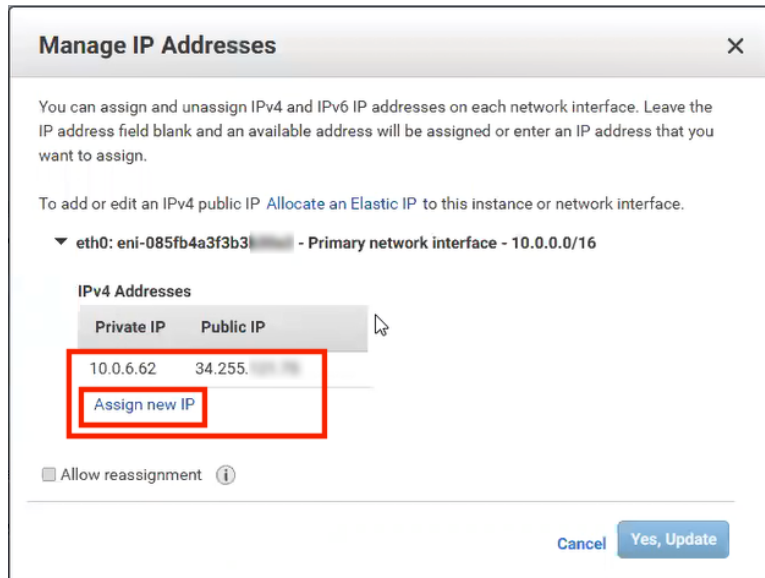 Manage IP Addresses
You can assign and unassign IPv4 and IPv6 IP addresses on each network interface. Leave the
IP address field blank and an available address will be assigned or enter an IP address that you
want to assign.
To add or edit an IPv4 public IP Allocate an Elastic IP to this instance or network interface.
eth0: eni-085fb4a3f3b3 - Primary network interface - 10.0.0.0/16
IPv4 Addresses
Private IP Public IP
10.0.6.62 34.255.
Assign new IP
Allow reassignment
Cancel Yes, Update